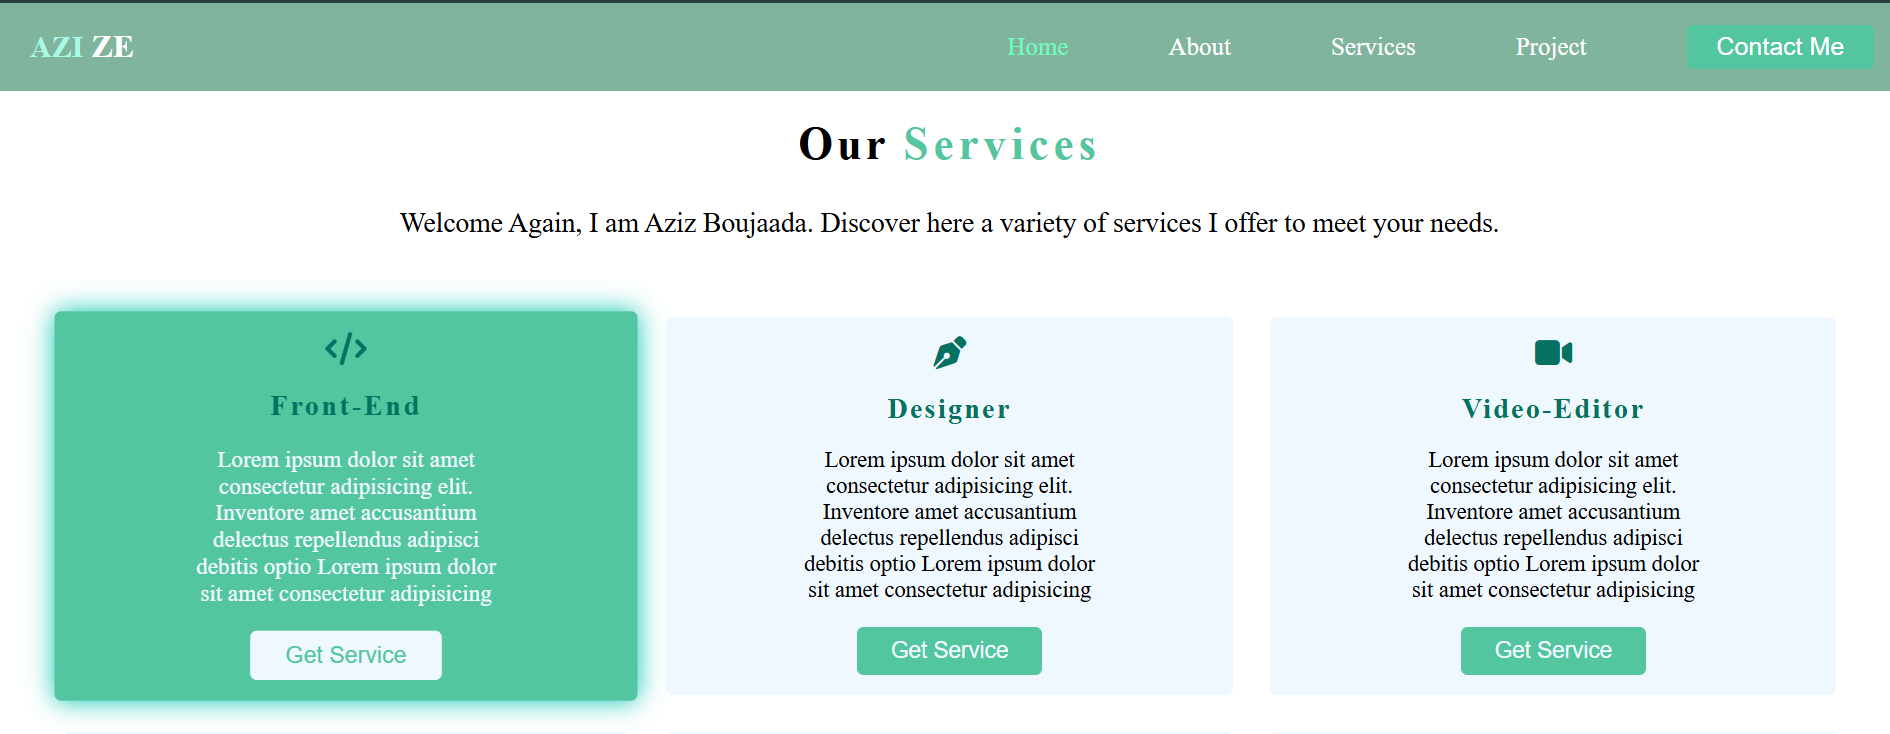 AZI ZE
Home
About
Services
Project
Contact Me
Our Services
Welcome Again, I am Aziz Boujaada. Discover here a variety of services I offer to meet your needs.
Front-End
Lorem ipsum dolor sit amet
consectetur adipisicing elit.
Inventore amet accusantium
delectus repellendus adipisci
debitis optio Lorem ipsum dolor
sit amet consectetur adipisicing
Get Service
Designer
Lorem ipsum dolor sit amet
consectetur adipisicing elit.
Inventore amet accusantium
delectus repellendus adipisci
debitis optio Lorem ipsum dolor
sit amet consectetur adipisicing
Get Service
Video-Editor
Lorem ipsum dolor sit amet
consectetur adipisicing elit.
Inventore amet accusantium
delectus repellendus adipisci
debitis optio Lorem ipsum dolor
sit amet consectetur adipisicing
Get Service